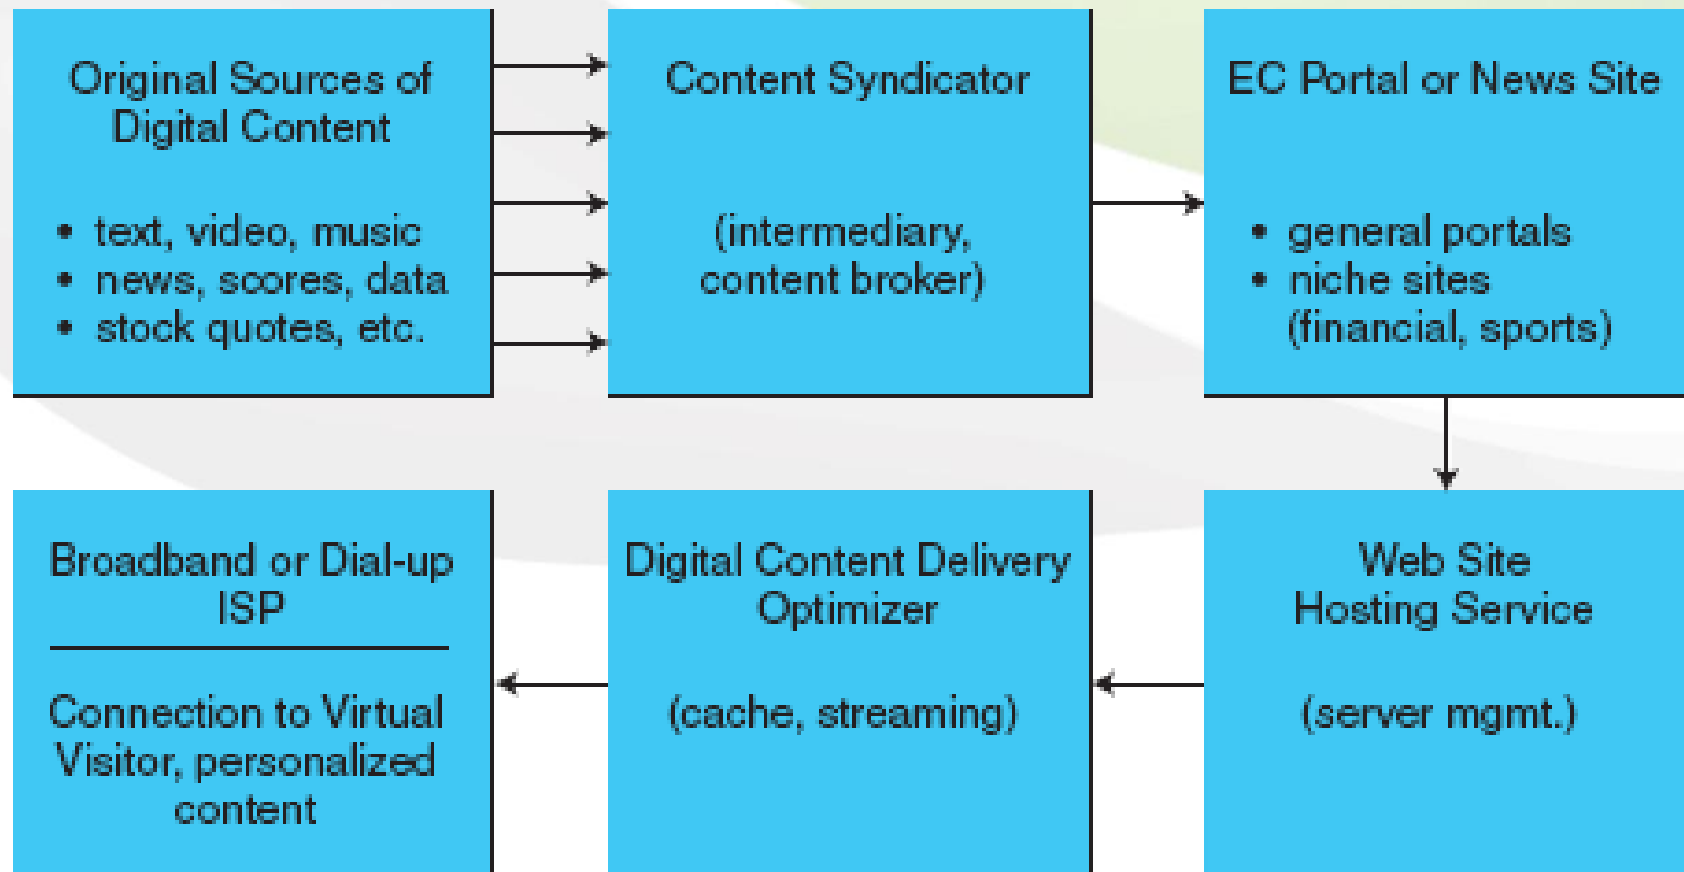 Original Sources of
Digital Content
• text, video, music
• news, scores, data
• stock quotes, etc.
Content Syndicator
(intermediary,
content broker)
EC Portal or News Site
• general portals
• niche sites
(financial, sports)
Broadband or Dial-up
ISP
Connection to Virtual
Visitor, personalized
content
Digital Content Delivery
Optimizer
(cache, streaming)
Web Site
Hosting Service
(server mgmt.)